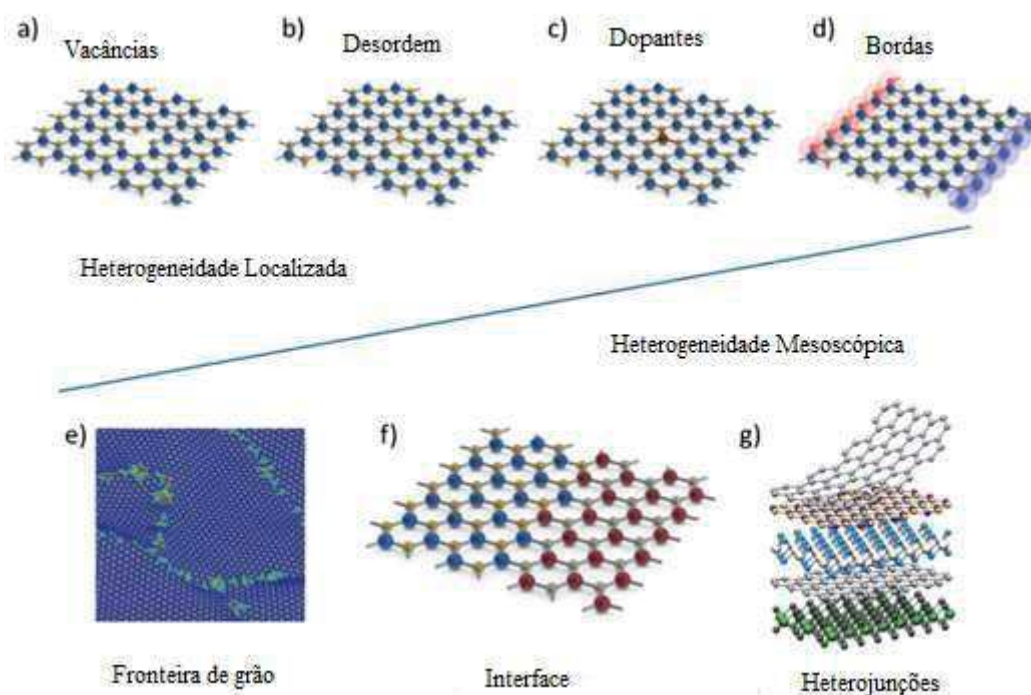 a) Vacâncias
b) Desordem
c) Dopantes
d) Bordas
Heterogeneidade Localizada
Heterogeneidade Mesoscópica
e)
Fronteira de grão
f)
Interface
g)
Heterojunções